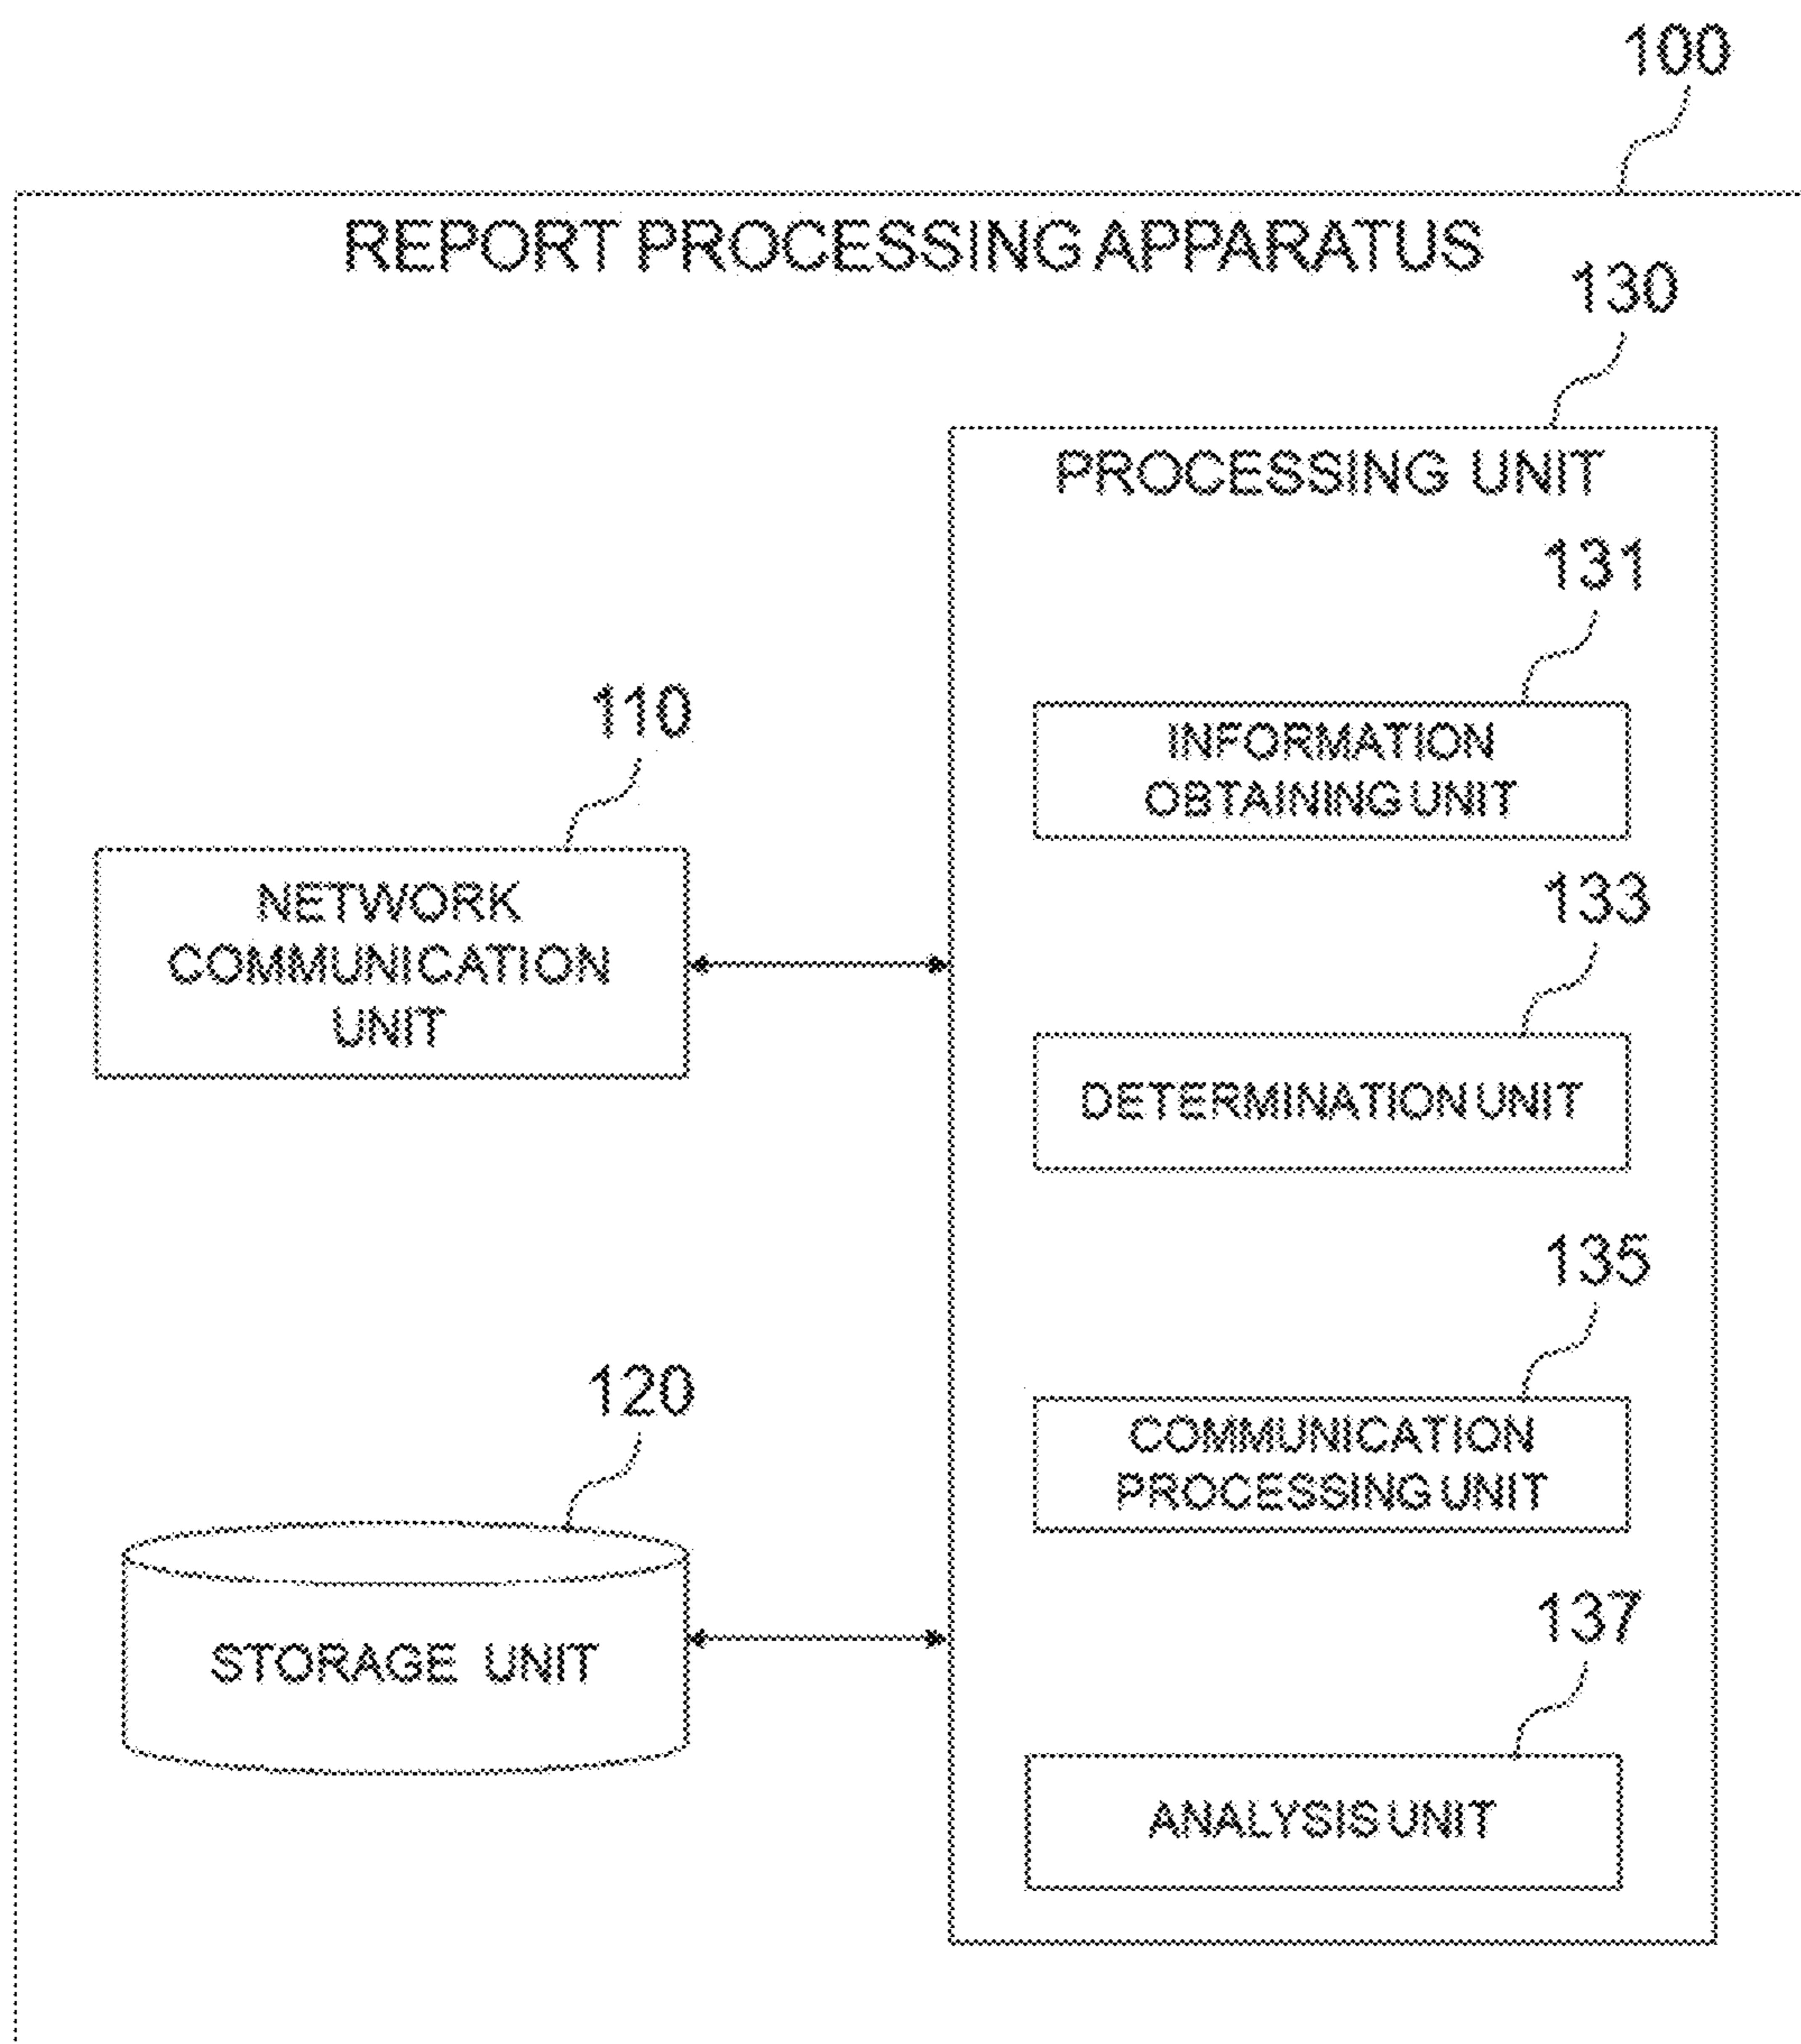 100
REPORT PROCESSING APPARATUS
130
PROCESSING UNIT
131
INFORMATION
OBTAINING UNIT
110
NETWORK
COMMUNICATION
UNIT
133
DETERMINATION UNIT
135
COMMUNICATION
PROCESSING UNIT
120
STORAGE UNIT
137
ANALYSIS UNIT